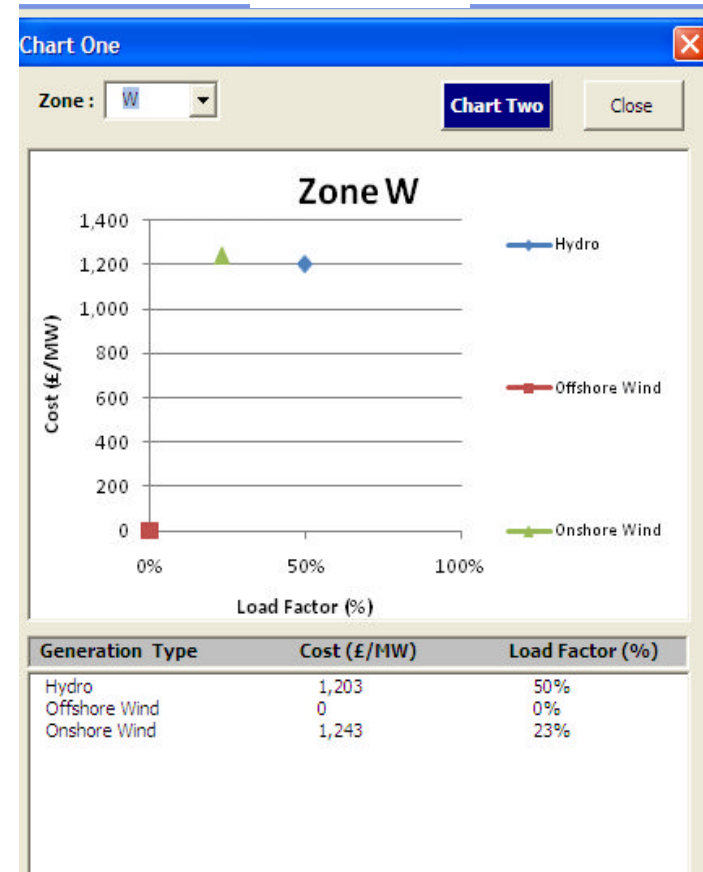 Chart One
Zone : W
Chart Two
Close
Zone W
1,400
1,200
1,000
800
600
400
200
0
Cost (£/MW)
0% 50% 100%
Load Factor (%)
Hydro
Offshore Wind
Onshore Wind
Generation Type Cost (£/MW) Load Factor (%)
Hydro 1,203 50%
Offshore Wind 0 0%
Onshore Wind 1,243 23%